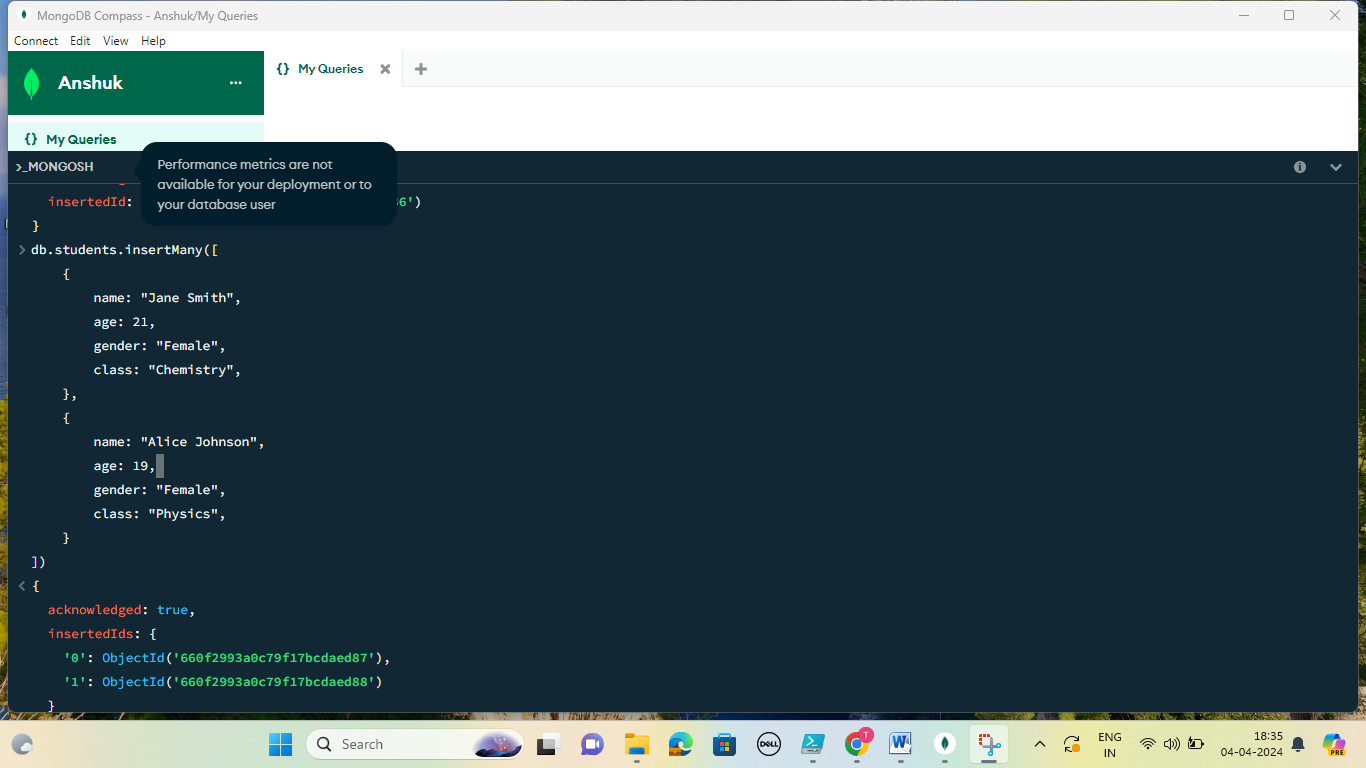 MongoDB Compass - Anshuk/My Queries
Connect Edit View Help
Anshuk
{} My Queries
{} My Queries
>_MONGOSH
Performance metrics are not
available for your deployment or to
your database user
insertedId: 6')
}
> db.students.insertMany([
{
name: "Jane Smith",
age: 21,
gender: "Female",
class: "Chemistry",
},
{
name: "Alice Johnson",
age: 19,
gender: "Female",
class: "Physics",
}
])
< {
acknowledged: true,
insertedIds: {
'0': ObjectId('660f2993a0c79f17bcdaed87'),
'1': ObjectId('660f2993a0c79f17bcdaed88')
}
Search
DELL
T
PRE
ENG
IN
18:35
04-04-2024